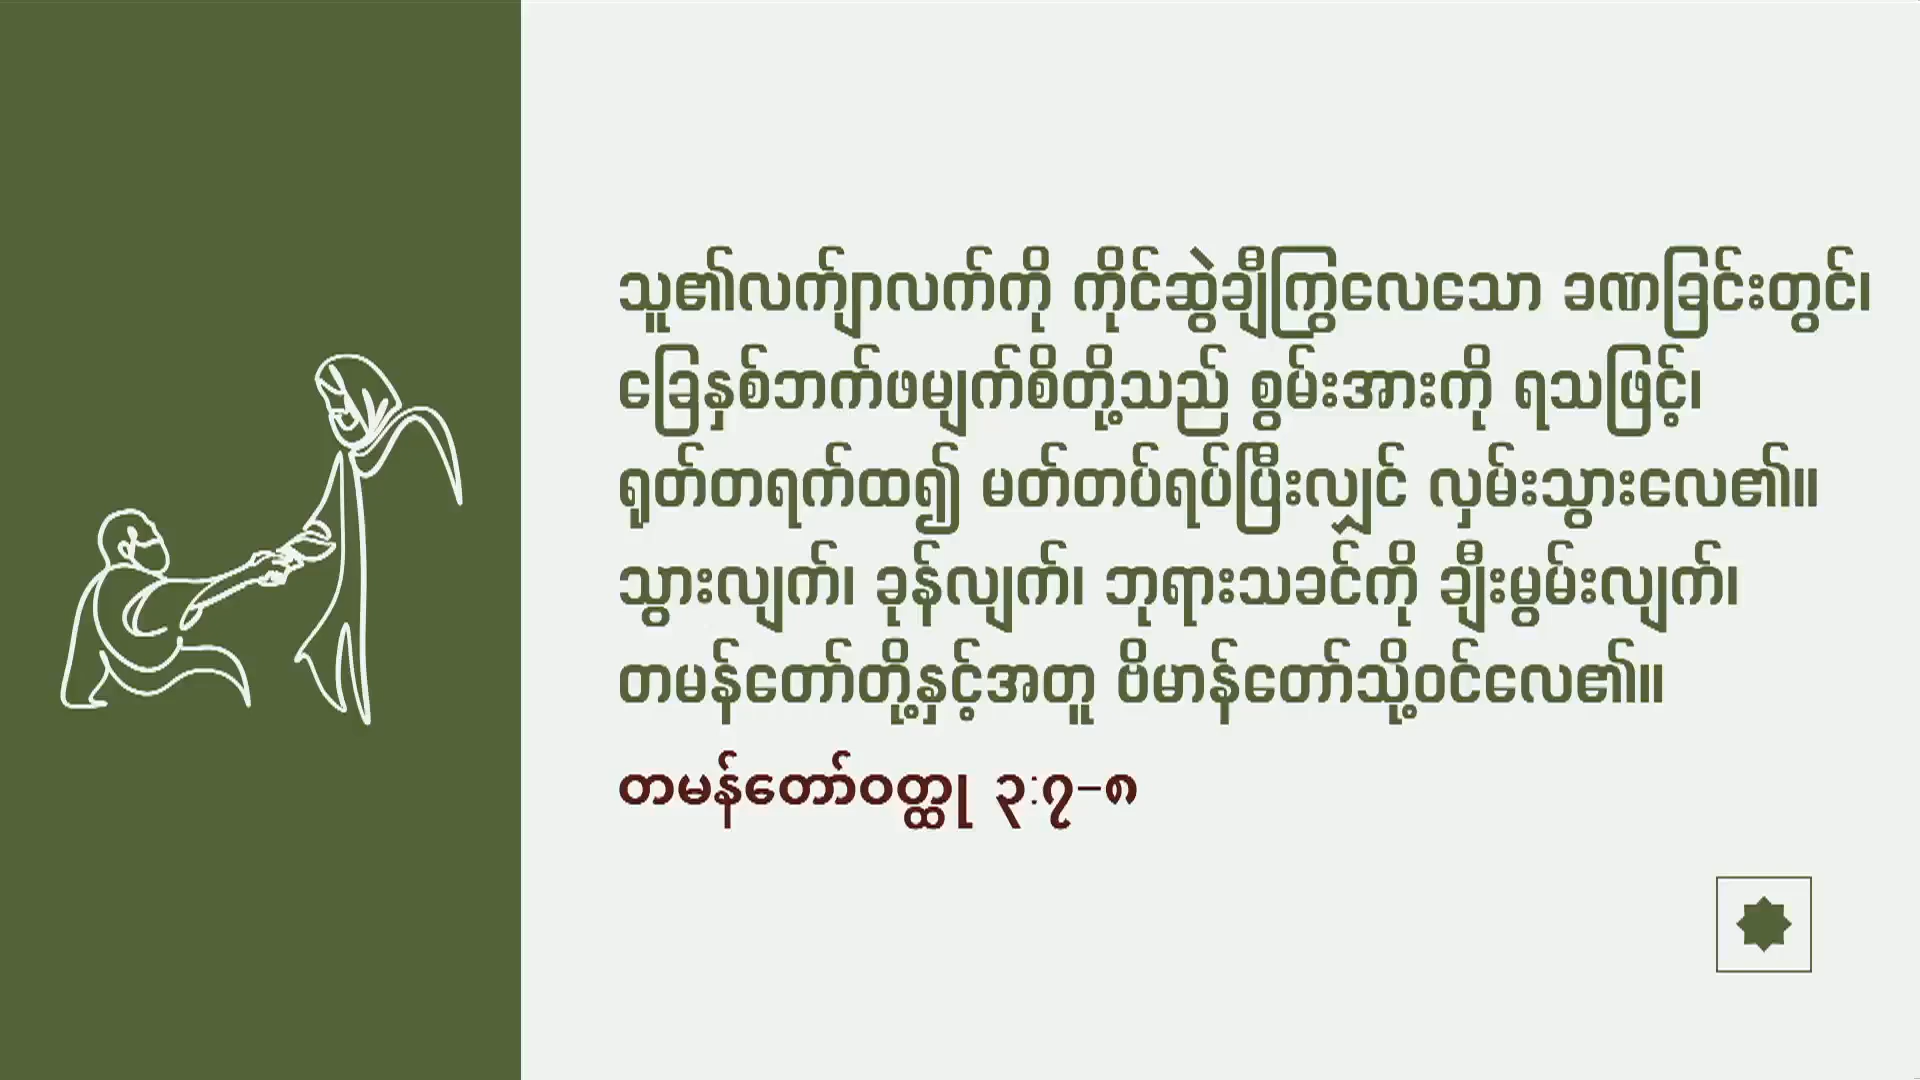 သူ၏လက်ျာလက်ကို ကိုင်ဆွဲချီကြွလေသော ခဏခြင်းတွင်၊
ခြေနှစ်ဘက်ဖမျက်စိတို့သည် စွမ်းအားကို ရသဖြင့်၊
ရုတ်တရက်ထ၍ မတ်တပ်ရပ်ပြီးလျှင် လှမ်းသွားလေ၏။
သွားလျက်၊ ခုန်လျက်၊ ဘုရားသခင်ကို ချီးမွမ်းလျက်၊
တမန်တော်တို့နှင့်အတူ ဗိမာန်တော်သို့ဝင်လေ၏။
တမန်တော်ဝတ္ထု ၃:၇-၈